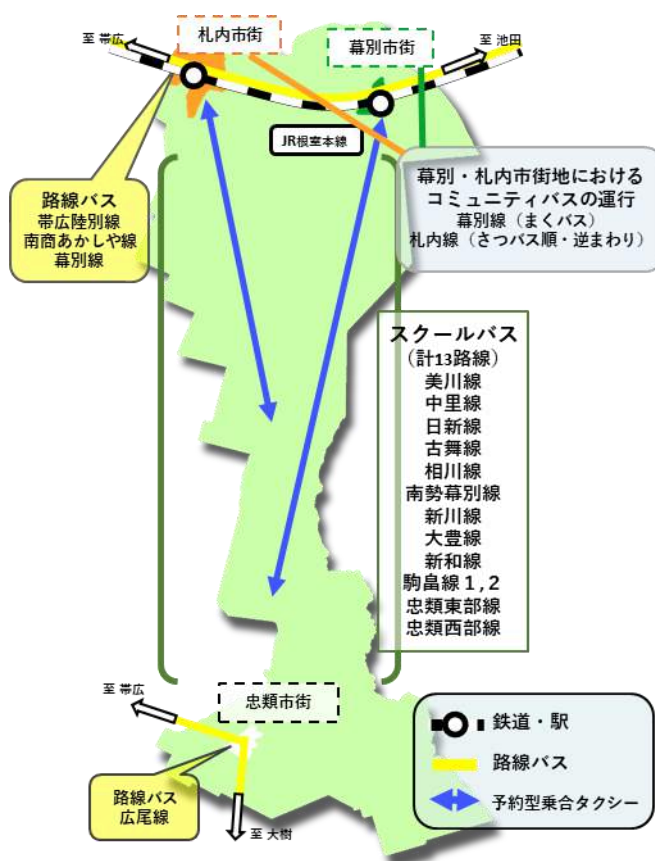 札内市街
幕別市街
至 帯広
至 池田
JR根室本線
路線バス
帯広陸別線
南商あかしや線
幕別線
幕別・札内市街地における
コミュニティバスの運行
幕別線（まくバス）
札内線（さつバス順・逆まわり）
スクールバス
（計13路線）
美川線
中里線
日新線
古舞線
相川線
南勢幕別線
新川線
大豊線
新和線
駒畠線１,２
忠類東部線
忠類西部線
至 帯広
忠類市街
路線バス
広尾線
至 大樹
鉄道・駅
路線バス
予約型乗合タクシー